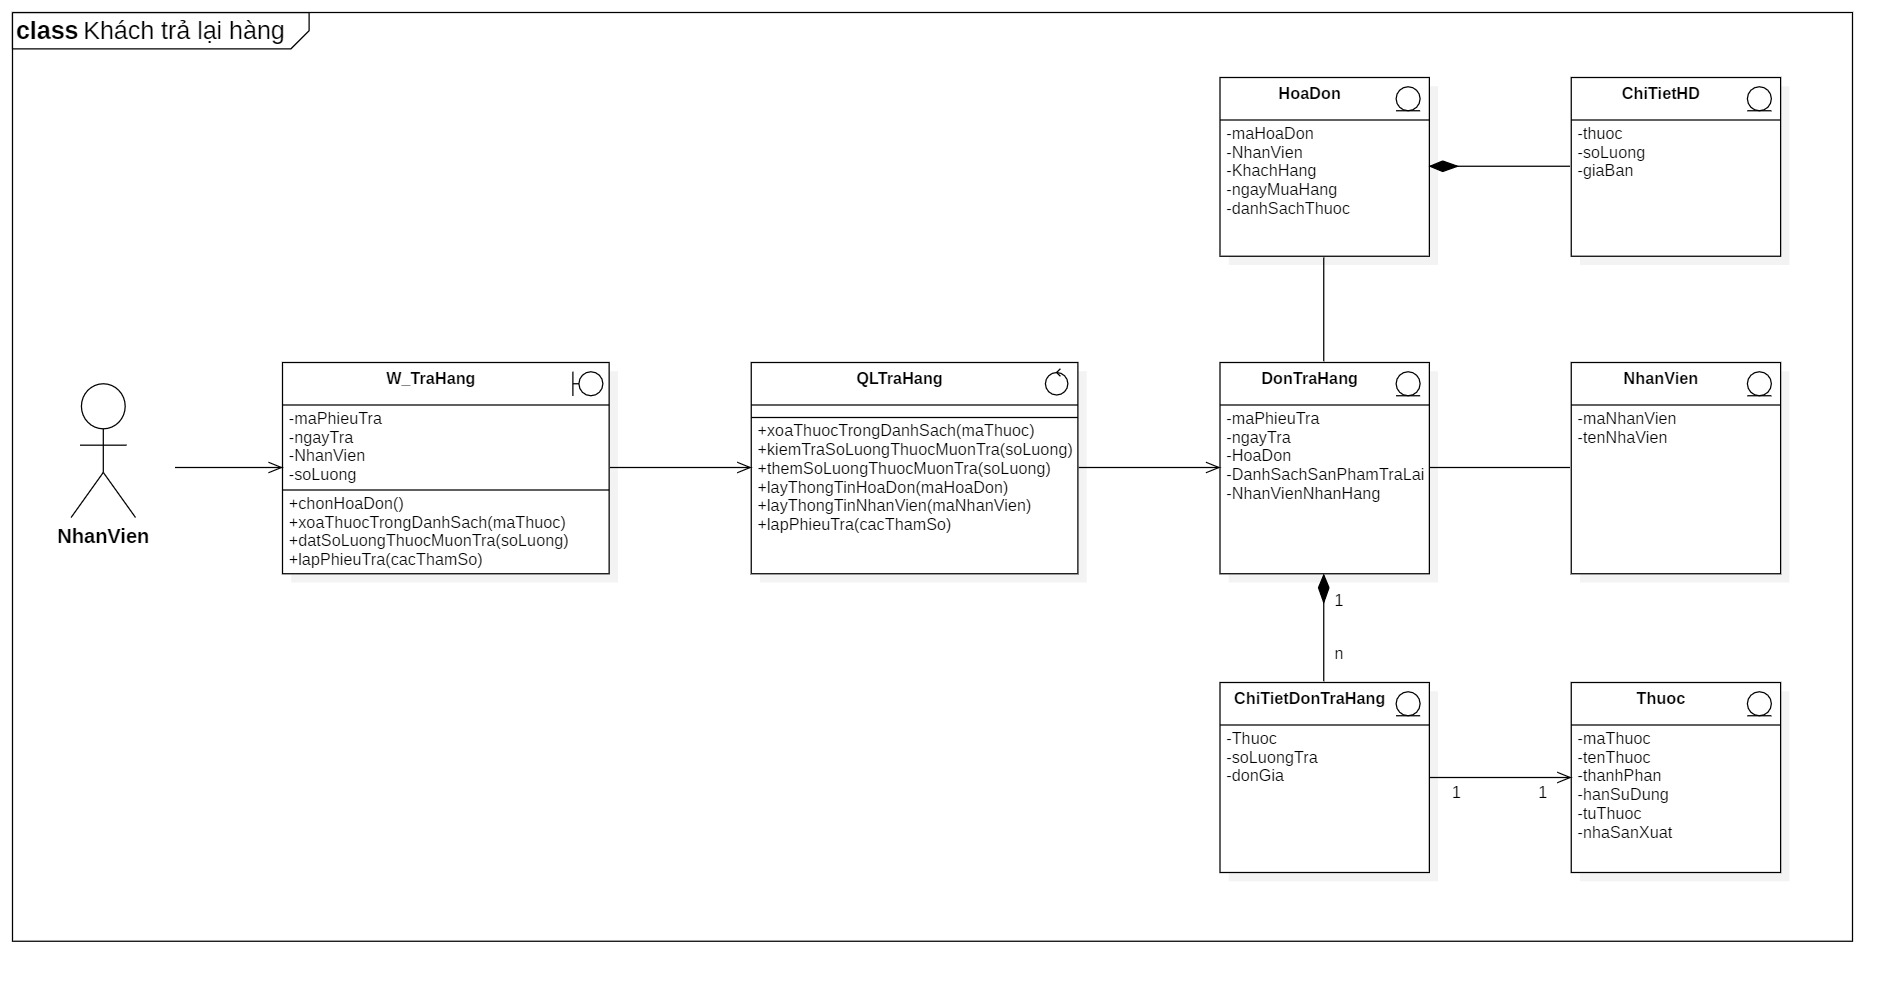 class Khách trả lại hàng
HoaDon
-maHoaDon
-NhanVien
-KhachHang
-ngayMuaHang
-danhSachThuoc
ChiTietHD
-thuoc
-soLuong
-giaBan
NhanVien
W_TraHang
-maPhieuTra
-ngayTra
-NhanVien
-soLuong
+chonHoaDon()
+xoaThuocTrongDanhSach(maThuoc)
+datSoLuongThuocMuonTra(soLuong)
+lapPhieuTra(cacThamSo)
QLTraHang
+xoaThuocTrongDanhSach(maThuoc)
+kiemTraSoLuongThuocMuonTra(soLuong)
+themSoLuongThuocMuonTra(soLuong)
+layThongTinHoaDon(maHoaDon)
+layThongTinNhanVien(maNhanVien)
+lapPhieuTra(cacThamSo)
DonTraHang
-maPhieuTra
-ngayTra
-HoaDon
-DanhSachSanPhamTraLai
-NhanVienNhanHang
NhanVien
-maNhanVien
-tenNhaVien
1
n
ChiTietDonTraHang
-Thuoc
-soLuongTra
-donGia
1
1
Thuoc
-maThuoc
-tenThuoc
-thanhPhan
-hanSuDung
-tuThuoc
-nhaSanXuat